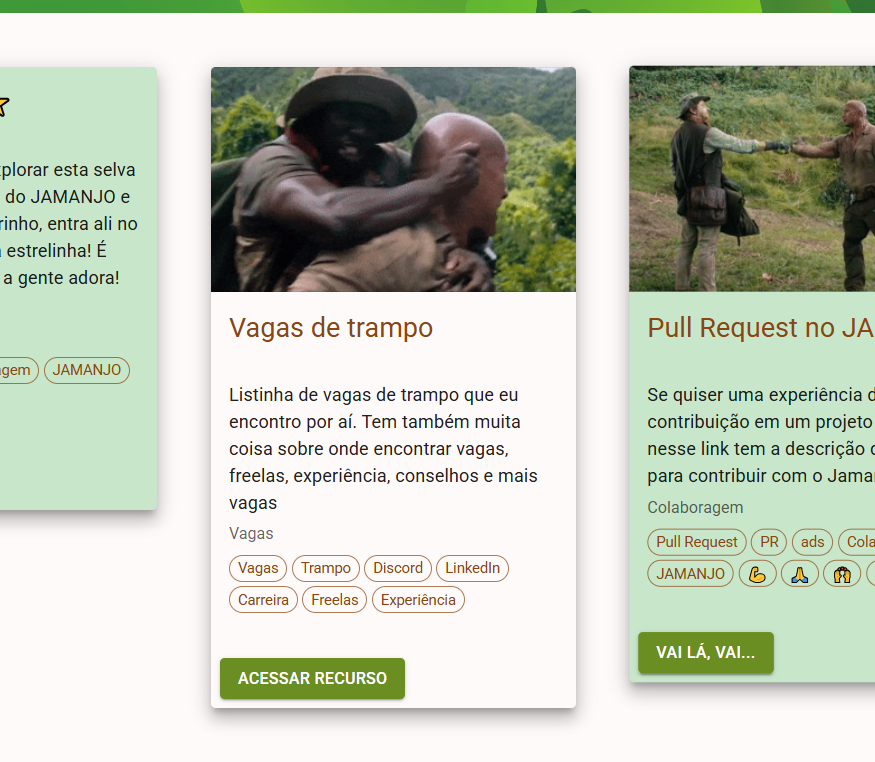 xplorar esta selva
do JAMANJO e
rinho, entra ali no
estrelinha! É
a gente adora!
agem
JAMANJO
Vagas de trampo
Listinha de vagas de trampo que eu
encontro por aí. Tem também muita
coisa sobre onde encontrar vagas,
freelas, experiência, conselhos e mais
vagas
Vagas
Vagas Trampo Discord LinkedIn
Carreira Freelas Experiência
ACESSAR RECURSO
Pull Request no JA
Se quiser uma experiência d
contribuição em um projeto
nesse link tem a descrição
para contribuir com o Jama
Colaboragem
Pull Request PR ads Cola
JAMANJO 💪 🙏 🙌
VAI LÁ, VAI...